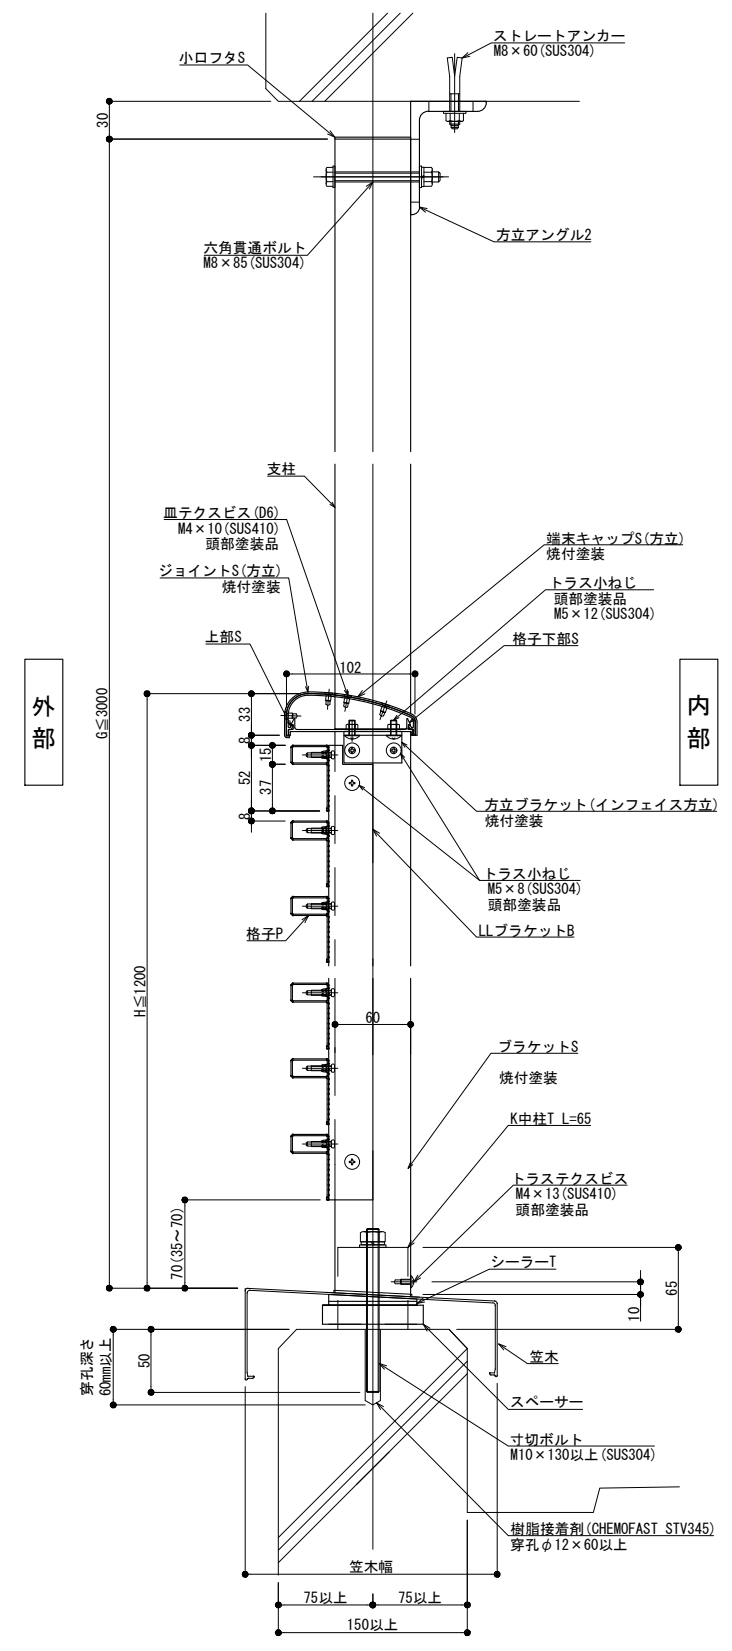 ストレートアンカー
M8×60(SUS304)
小口フタS
30
六角貫通ボルト
M8×85(SUS304)
方立アングル2
支柱
皿テクスビス(D6)
M4×10(SUS410)
頭部塗装品
ジョイントS(方立)
焼付塗装
上部S
端末キャップS(方立)
焼付塗装
トラス小ねじ
頭部塗装品
M5×12(SUS304)
格子下部S
外部
内部
102
G≦3000
33
8
15
52
37
8
方立ブラケット(インフェイス方立)
焼付塗装
トラス小ねじ
M5×8(SUS304)
頭部塗装品
格子P
LLブラケットB
H≦1200
60
ブラケットS
焼付塗装
K中柱T L=65
トラステクスビス
M4×13(SUS410)
頭部塗装品
70(35~70)
シーラーT
65
10
穿孔深さ
60mm以上
50
笠木
スペーサー
寸切ボルト
M10×130以上(SUS304)
樹脂接着剤(CHEMOFAST STV345)
穿孔φ12×60以上
笠木幅
75以上
75以上
150以上